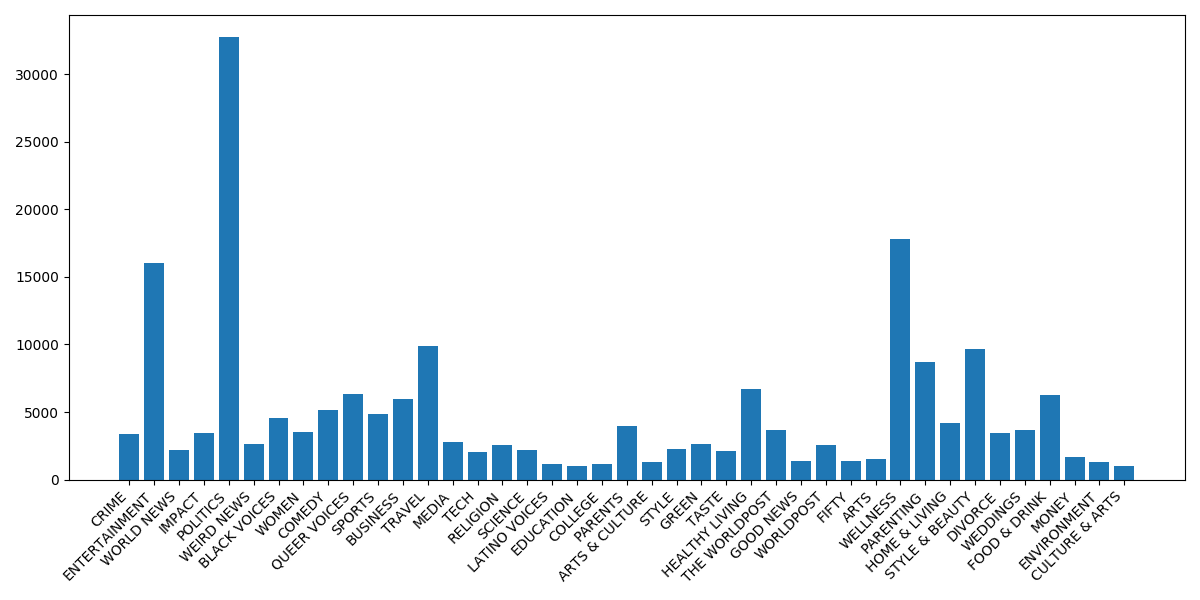 30000
25000
20000
15000
10000
5000
0
CRIME
ENTERTAINMENT
WORLD NEWS
IMPACT
POLITICS
WEIRD NEWS
BLACK VOICES
WOMEN
COMEDY
QUEER VOICES
SPORTS
BUSINESS
TRAVEL
MEDIA
TECH
RELIGION
SCIENCE
LATINO VOICES
EDUCATION
COLLEGE
PARENTS
ARTS & CULTURE
STYLE
GREEN
TASTE
HEALTHY LIVING
THE WORLDPOST
GOOD NEWS
WORLDPOST
FIFTY
ARTS
WELLNESS
PARENTING
HOME & LIVING
STYLE & BEAUTY
DIVORCE
WEDDINGS
FOOD & DRINK
MONEY
ENVIRONMENT
CULTURE & ARTS